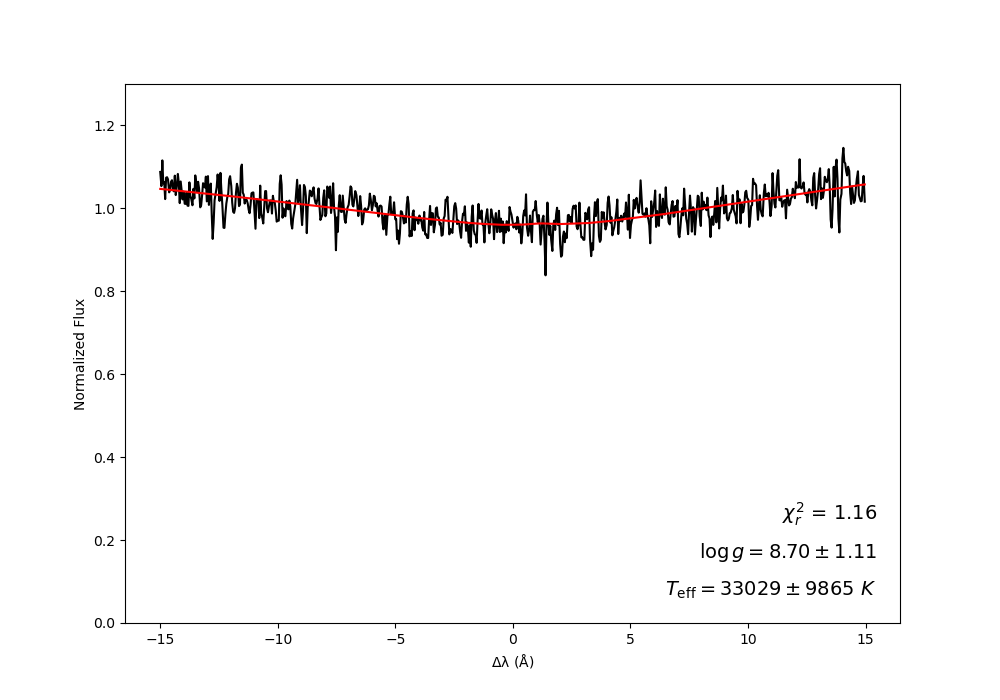 1.2
1.0
0.8
0.6
0.4
0.2
0.0
Normalized Flux
χ²ᵣ = 1.16
log g = 8.70 ± 1.11
T_eff = 33029 ± 9865 K
−15 −10 −5 0 5 10 15
Δλ (Å)